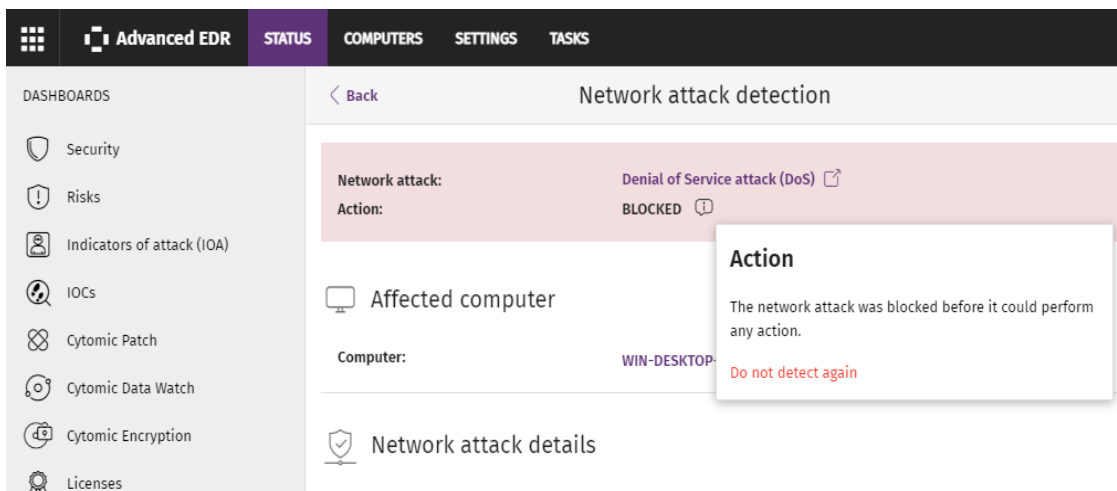 Advanced EDR STATUS COMPUTERS SETTINGS TASKS
DASHBOARDS
Security
Risks
Indicators of attack (IOA)
IOCs
Cytomic Patch
Cytomic Data Watch
Cytomic Encryption
Licenses
Back
Network attack detection
Network attack: Denial of Service attack (DoS)
Action: BLOCKED
Action
The network attack was blocked before it could perform
any action.
Do not detect again
Affected computer
Computer: WIN-DESKTOP-
Network attack details